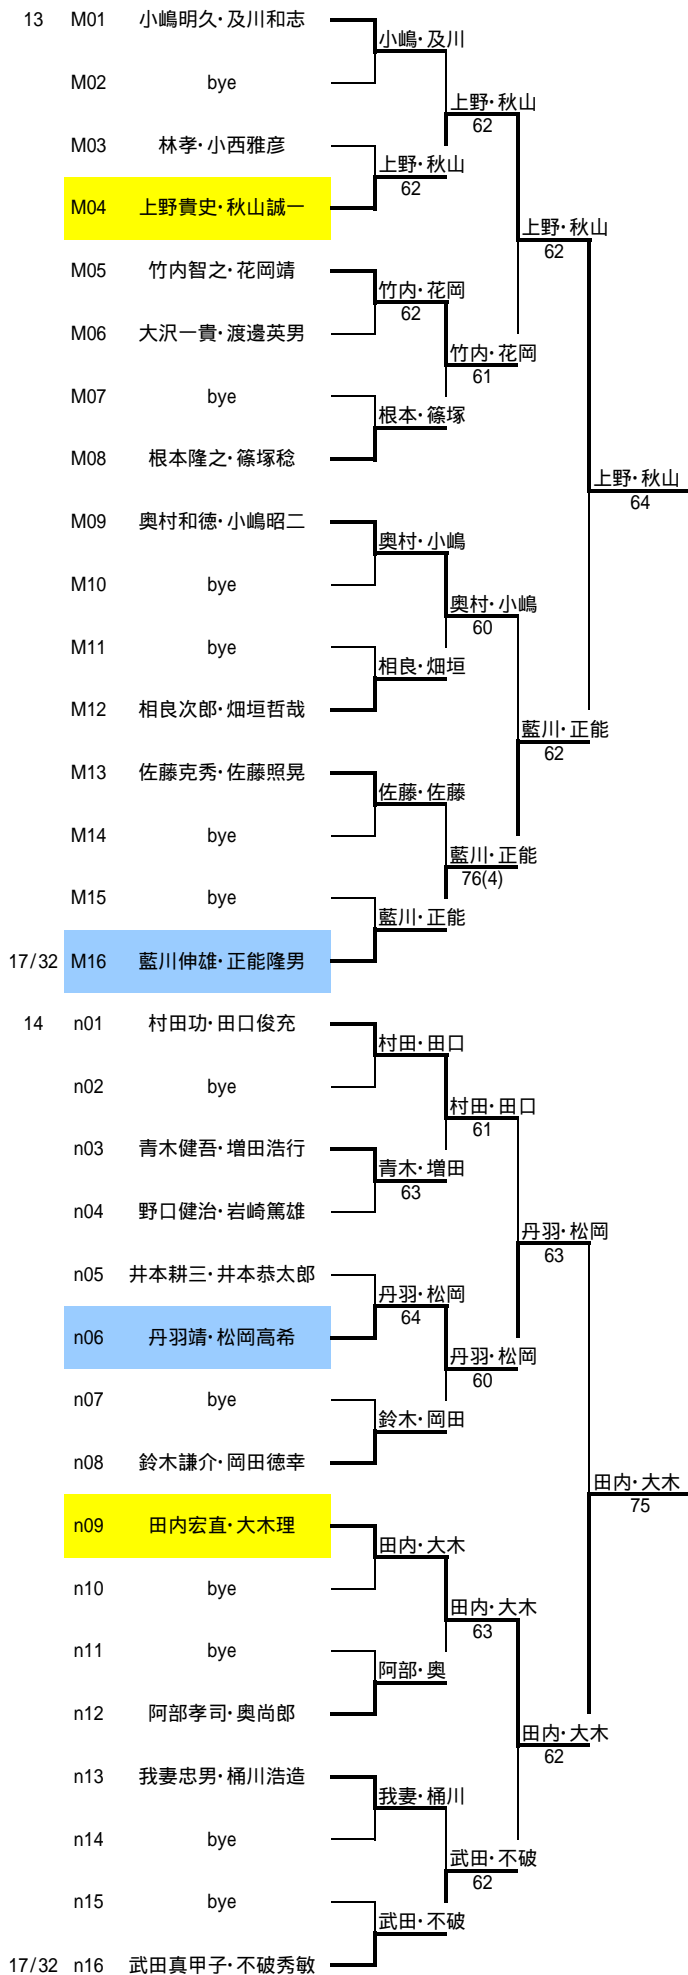 13 M01 小嶋明久・及川和志
小嶋・及川
M02 bye
上野・秋山
62
M03 林孝・小西雅彦
上野・秋山
62
M04 上野貴史・秋山誠一
上野・秋山
62
M05 竹内智之・花岡靖
竹内・花岡
62
M06 大沢一貴・渡邉英男
竹内・花岡
61
M07 bye
根本・篠塚
M08 根本隆之・篠塚稔
上野・秋山
64
M09 奥村和徳・小嶋昭二
奥村・小嶋
M10 bye
奥村・小嶋
60
M11 bye
相良・畑垣
M12 相良次郎・畑垣哲哉
藍川・正能
62
M13 佐藤克秀・佐藤照晃
佐藤・佐藤
M14 bye
藍川・正能
76(4)
M15 bye
藍川・正能
17/32 M16 藍川伸雄・正能隆男
14 n01 村田功・田口俊充
村田・田口
n02 bye
村田・田口
61
n03 青木健吾・増田浩行
青木・増田
63
n04 野口健治・岩崎篤雄
丹羽・松岡
63
n05 井本耕三・井本恭太郎
丹羽・松岡
64
n06 丹羽靖・松岡高希
丹羽・松岡
60
n07 bye
鈴木・岡田
n08 鈴木謙介・岡田徳幸
田内・大木
75
n09 田内宏直・大木理
田内・大木
n10 bye
田内・大木
63
n11 bye
阿部・奥
n12 阿部孝司・奥尚郎
田内・大木
62
n13 我妻忠男・桶川浩造
我妻・桶川
n14 bye
武田・不破
62
n15 bye
武田・不破
17/32 n16 武田真甲子・不破秀敏